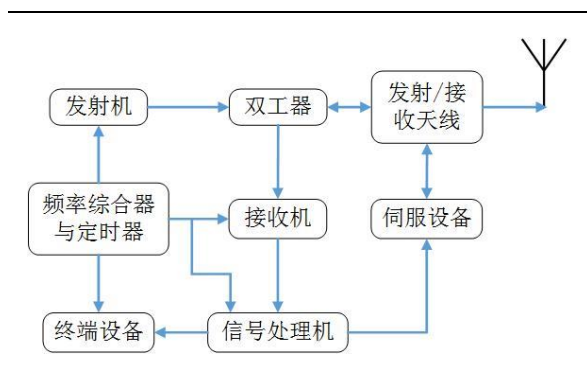 发射机
双工器
发射/接
收天线
频率综合器
与定时器
接收机
伺服设备
终端设备
信号处理机